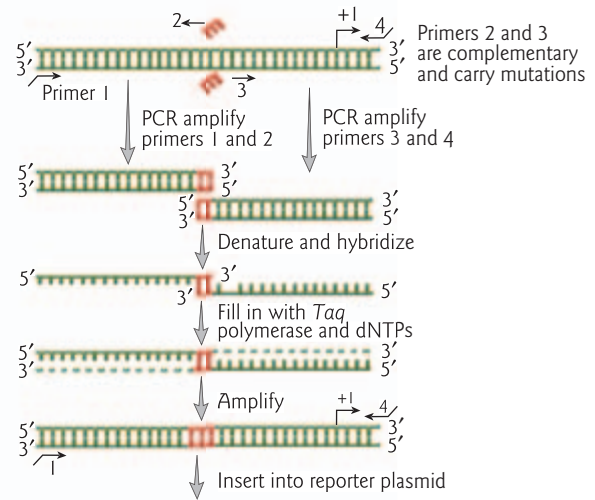 2
+1
4
5′
3′
3′
5′
Primer 1
3
Primers 2 and 3
are complementary
and carry mutations
PCR amplify
primers 1 and 2
PCR amplify
primers 3 and 4
5′
3′
3′
5′
5′
3′
3′
5′
Denature and hybridize
5′
3′
3′
5′
Fill in with Taq
polymerase and dNTPs
5′
3′
3′
5′
Amplify
+1
4
5′
3′
3′
5′
1
Insert into reporter plasmid